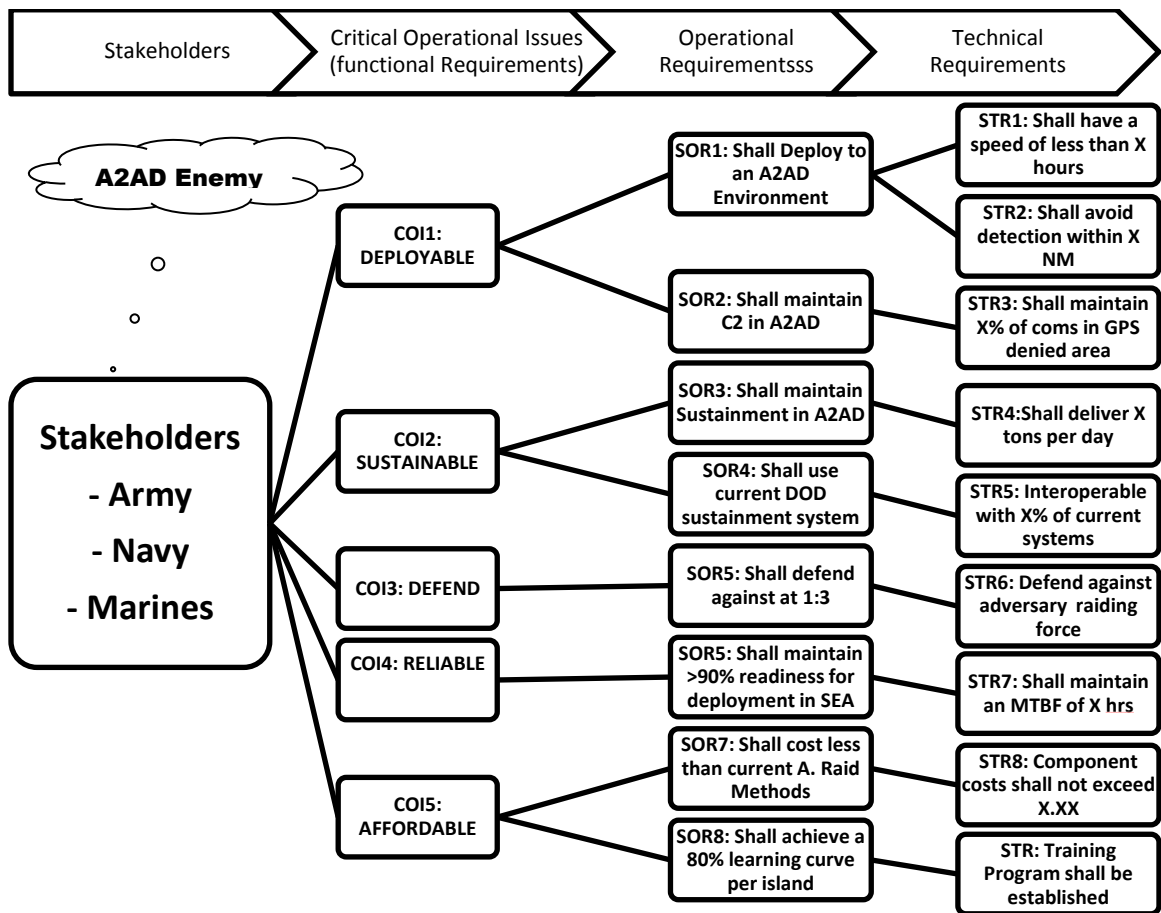 Stakeholders
Critical Operational Issues
(functional Requirements)
Operational
Requirementsss
Technical
Requirements
A2AD Enemy
Stakeholders
- Army
- Navy
- Marines
COI1:
DEPLOYABLE
COI2:
SUSTAINABLE
COI3: DEFEND
COI4: RELIABLE
COI5:
AFFORDABLE
SOR1: Shall Deploy to
an A2AD
Environment
SOR2: Shall maintain
C2 in A2AD
SOR3: Shall maintain
Sustainment in A2AD
SOR4: Shall use
current DOD
sustainment system
SOR5: Shall defend
against at 1:3
SOR5: Shall maintain
>90% readiness for
deployment in SEA
SOR7: Shall cost less
than current A. Raid
Methods
SOR8: Shall achieve a
80% learning curve
per island
STR1: Shall have a
speed of less than X
hours
STR2: Shall avoid
detection within X
NM
STR3: Shall maintain
X% of coms in GPS
denied area
STR4:Shall deliver X
tons per day
STR5: Interoperable
with X% of current
systems
STR6: Defend against
adversary raiding
force
STR7: Shall maintain
an MTBF of X hrs
STR8: Component
costs shall not exceed
X.XX
STR: Training
Program shall be
established